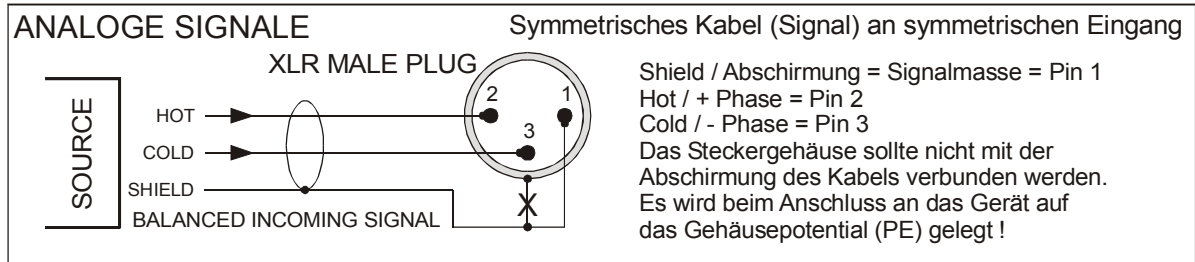 ANALOGE SIGNALE
Symmetrisches Kabel (Signal) an symmetrischen Eingang
XLR MALE PLUG
SOURCE
HOT
COLD
SHIELD
BALANCED INCOMING SIGNAL
2
1
3
X
Shield / Abschirmung = Signalmasse = Pin 1
Hot / + Phase = Pin 2
Cold / - Phase = Pin 3
Das Steckergehäuse sollte nicht mit der
Abschirmung des Kabels verbunden werden.
Es wird beim Anschluss an das Gerät auf
das Gehäusepotential (PE) gelegt !